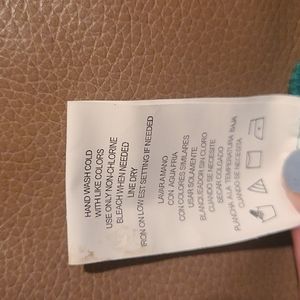 HAND WASH COLD
WITH LIKE COLORS
USE ONLY NON-CHLORINE
BLEACH WHEN NEEDED
LINE DRY
IRON ON LOW EST SETTING IF NEEDED
LAVAR A MANO
CON AGUA FRIA
CON COLORES SIMILARES
USAR SOLAMENTE
BLANQUEADOR SIN CLORO
CUANDO SE NECESITE
SECAR COLGADO
PLANCHA A LA TEMPERATURA BAJA
CUANDO SE NECESITA